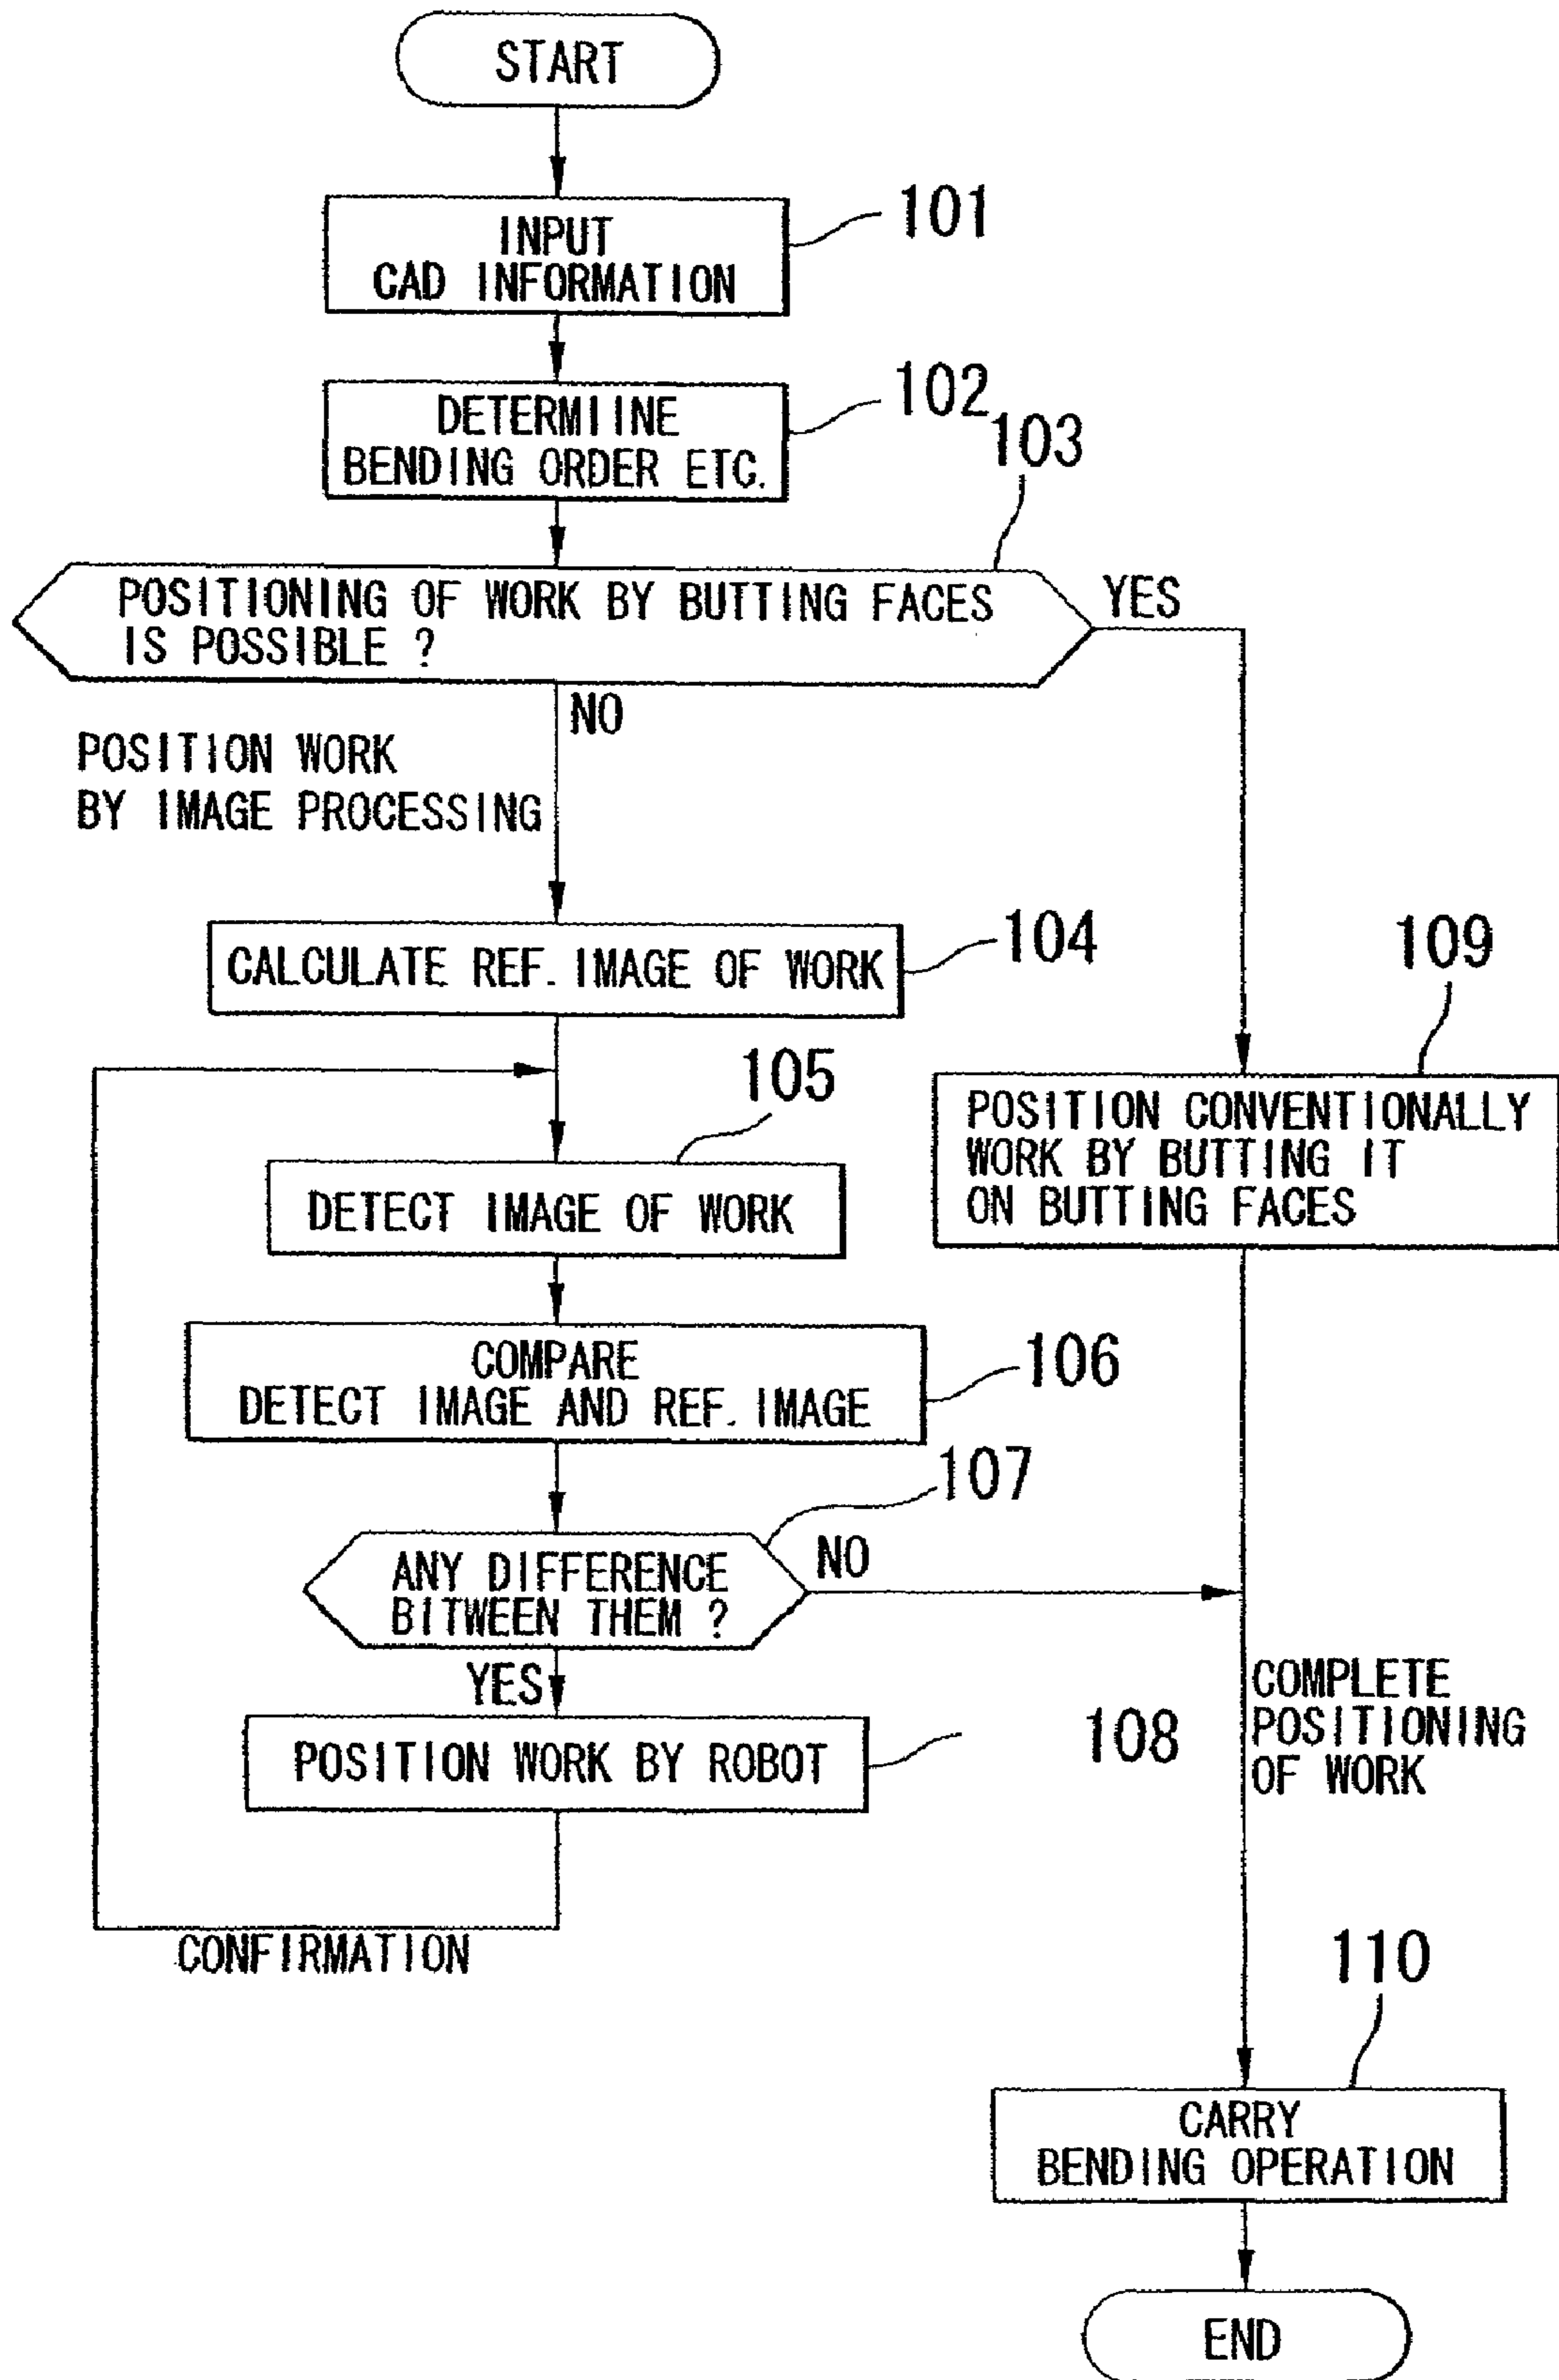 START
INPUT
CAD INFORMATION
101
DETERMIINE
BENDING ORDER ETC.
102
103
POSITIONING OF WORK BY BUTTING FACES
IS POSSIBLE ?
YES
NO
POSITION WORK
BY IMAGE PROCESSING
CALCULATE REF. IMAGE OF WORK
104
109
105
POSITION CONVENTIONALLY
WORK BY BUTTING IT
ON BUTTING FACES
DETECT IMAGE OF WORK
COMPARE
DETECT IMAGE AND REF. IMAGE
106
107
ANY DIFFERENCE
BITWEEN THEM ?
NO
YES
COMPLETE
POSITIONING
OF WORK
POSITION WORK BY ROBOT
108
CONFIRMATION
110
CARRY
BENDING OPERATION
END